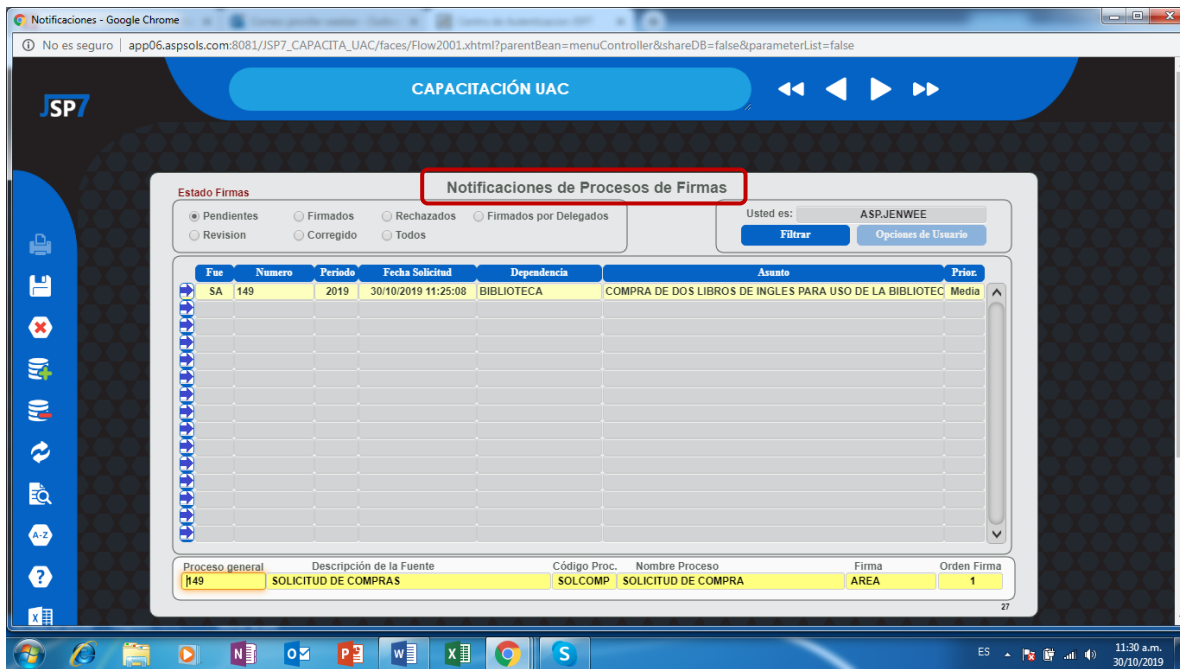 Notificaciones - Google Chrome
No es seguro | app06.aspsols.com:8081/JSP7_CAPACITA_UAC/faces/Flow2001.xhtml?parentBean=menuController&shareDB=false&parameterList=false
CAPACITACIÓN UAC
JSP7
Notificaciones de Procesos de Firmas
Estado Firmas
Pendientes Firmados Rechazados Firmados por Delegados
Revision Corregido Todos
Usted es: ASP.JENWEE
Filtrar Opciones de Usuario
Fue Numero Periodo Fecha Solicitud Dependencia Asunto Prior.
SA 149 2019 30/10/2019 11:25:08 BIBLIOTECA COMPRA DE DOS LIBROS DE INGLES PARA USO DE LA BIBLIOTEC Media
Proceso general Descripción de la Fuente Código Proc. Nombre Proceso Firma Orden Firma
149 SOLICITUD DE COMPRAS SOLCOMP SOLICITUD DE COMPRA AREA 1
27
A-Z
?
ES 11:30 a.m.
30/10/2019